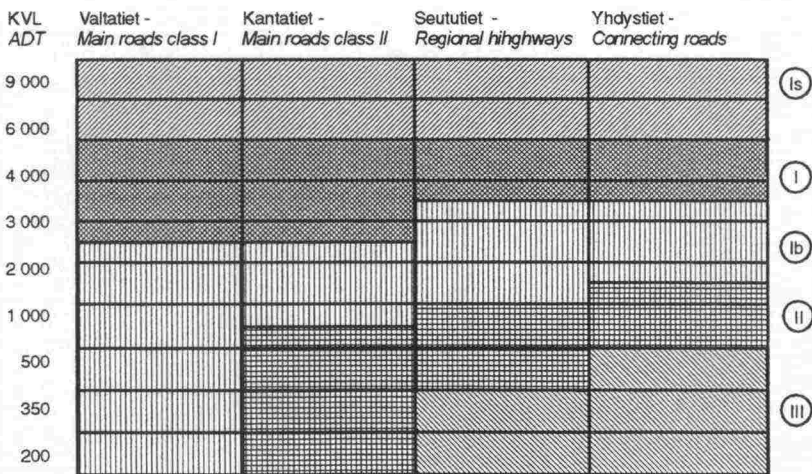 KVL Valtatiet - Kantatiet - Seututiet - Yhdystiet -
ADT Main roads class I Main roads class II Regional hihghways Connecting roads
9 000 Is
6 000
4 000 I
3 000
2 000 Ib
1 000 II
500
350 III
200